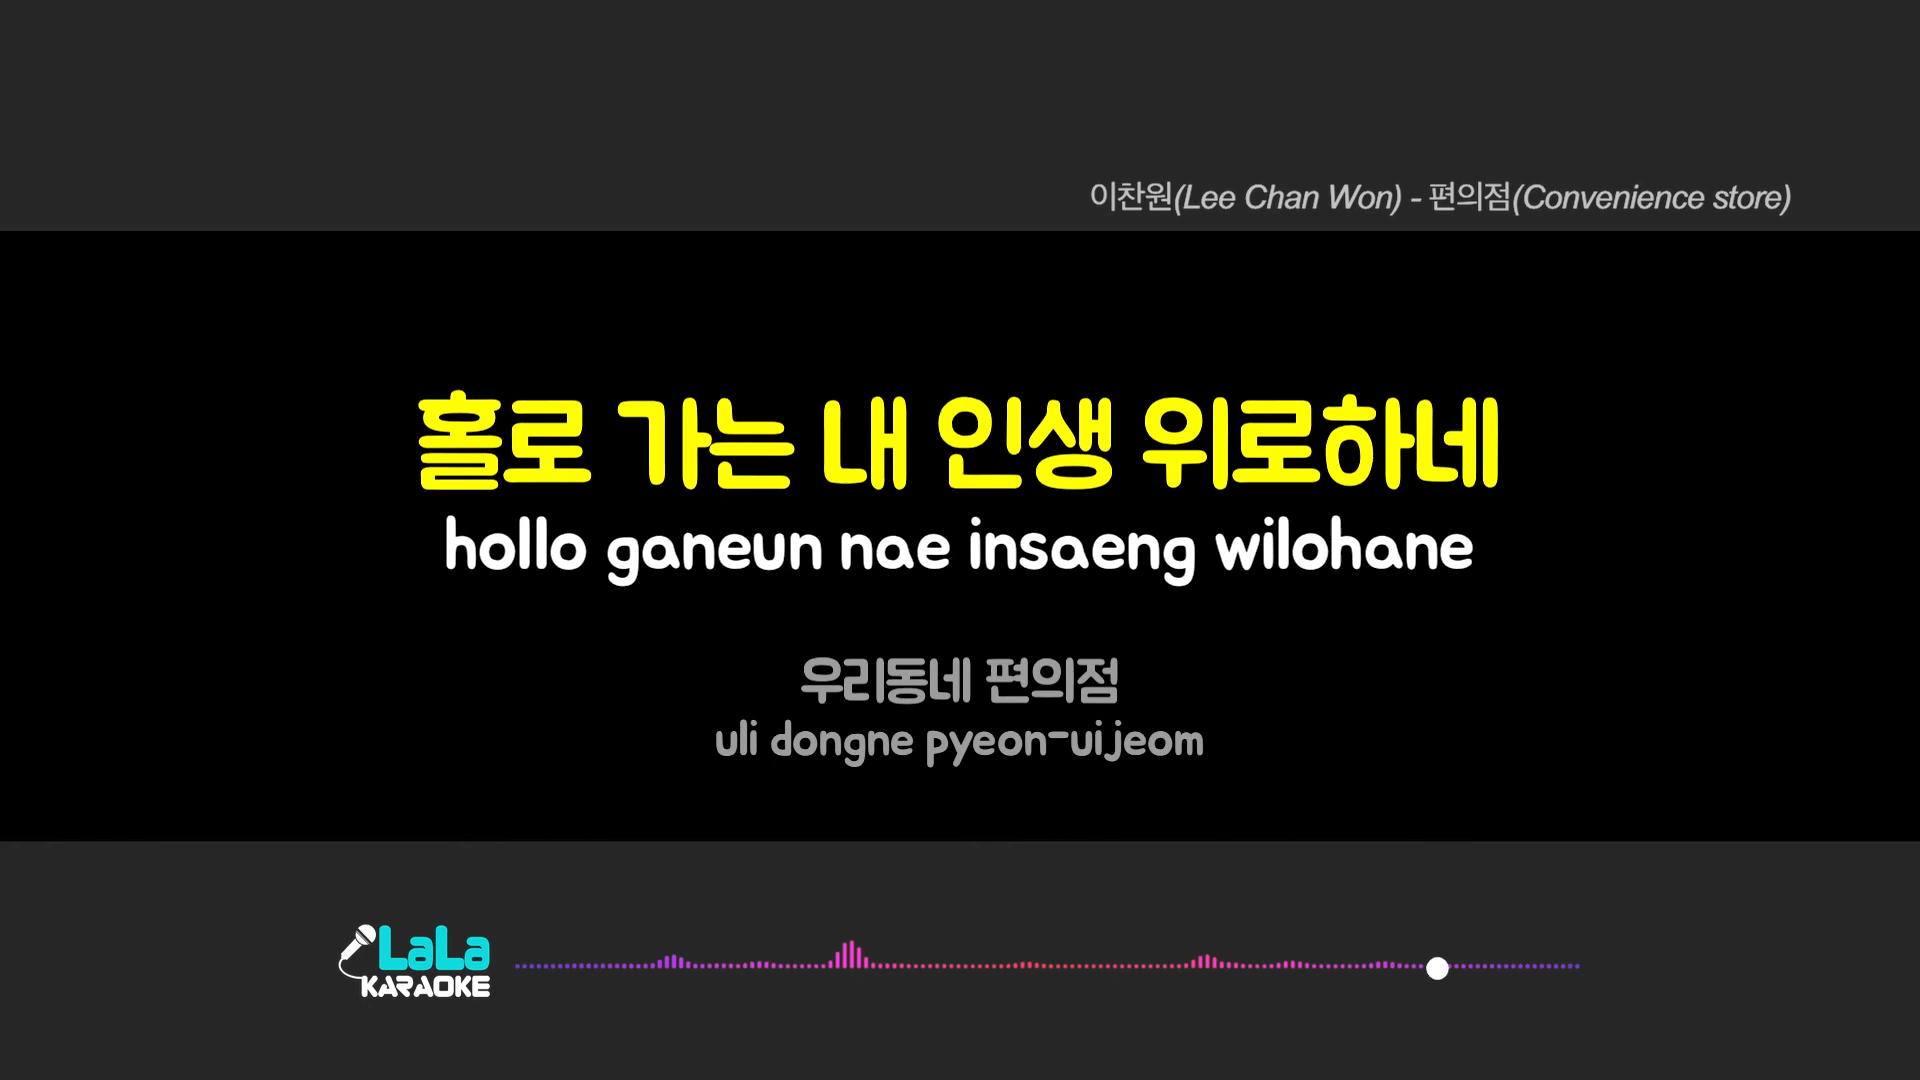 이찬원(Lee Chan Won) - 편의점(Convenience store)
홀로 가는 내 인생 위로하네
hollo ganeun nae insaeng wilohane
우리동네 편의점
uli dongne pyeon-uijeom
LaLa
KARAOKE